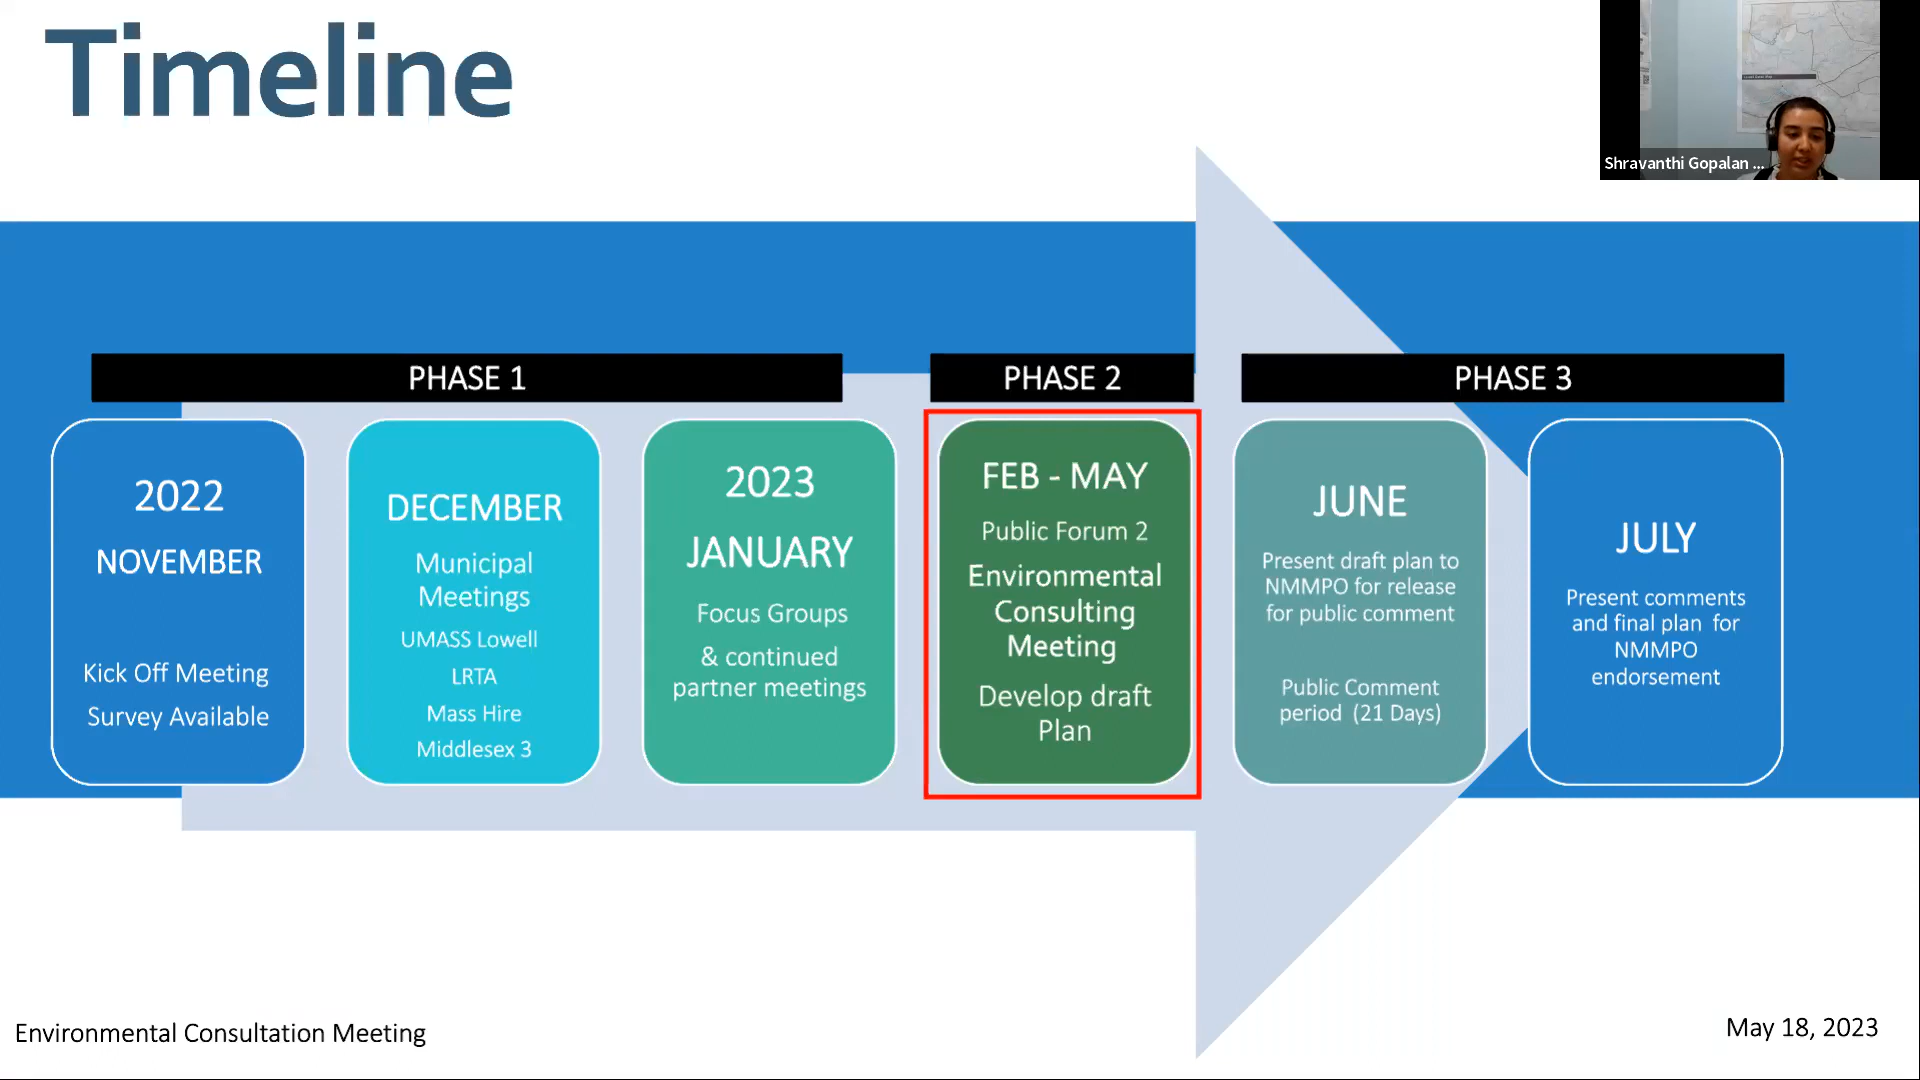 Timeline
Shravanthi Gopalan ...
PHASE 1
PHASE 2
PHASE 3
2022
NOVEMBER
Kick Off Meeting
Survey Available
DECEMBER
Municipal
Meetings
UMASS Lowell
LRTA
Mass Hire
Middlesex 3
2023
JANUARY
Focus Groups
& continued
partner meetings
FEB - MAY
Public Forum 2
Environmental
Consulting
Meeting
Develop draft
Plan
JUNE
Present draft plan to
NMMPO for release
for public comment
Public Comment
period (21 Days)
JULY
Present comments
and final plan for
NMMPO
endorsement
Environmental Consultation Meeting
May 18, 2023